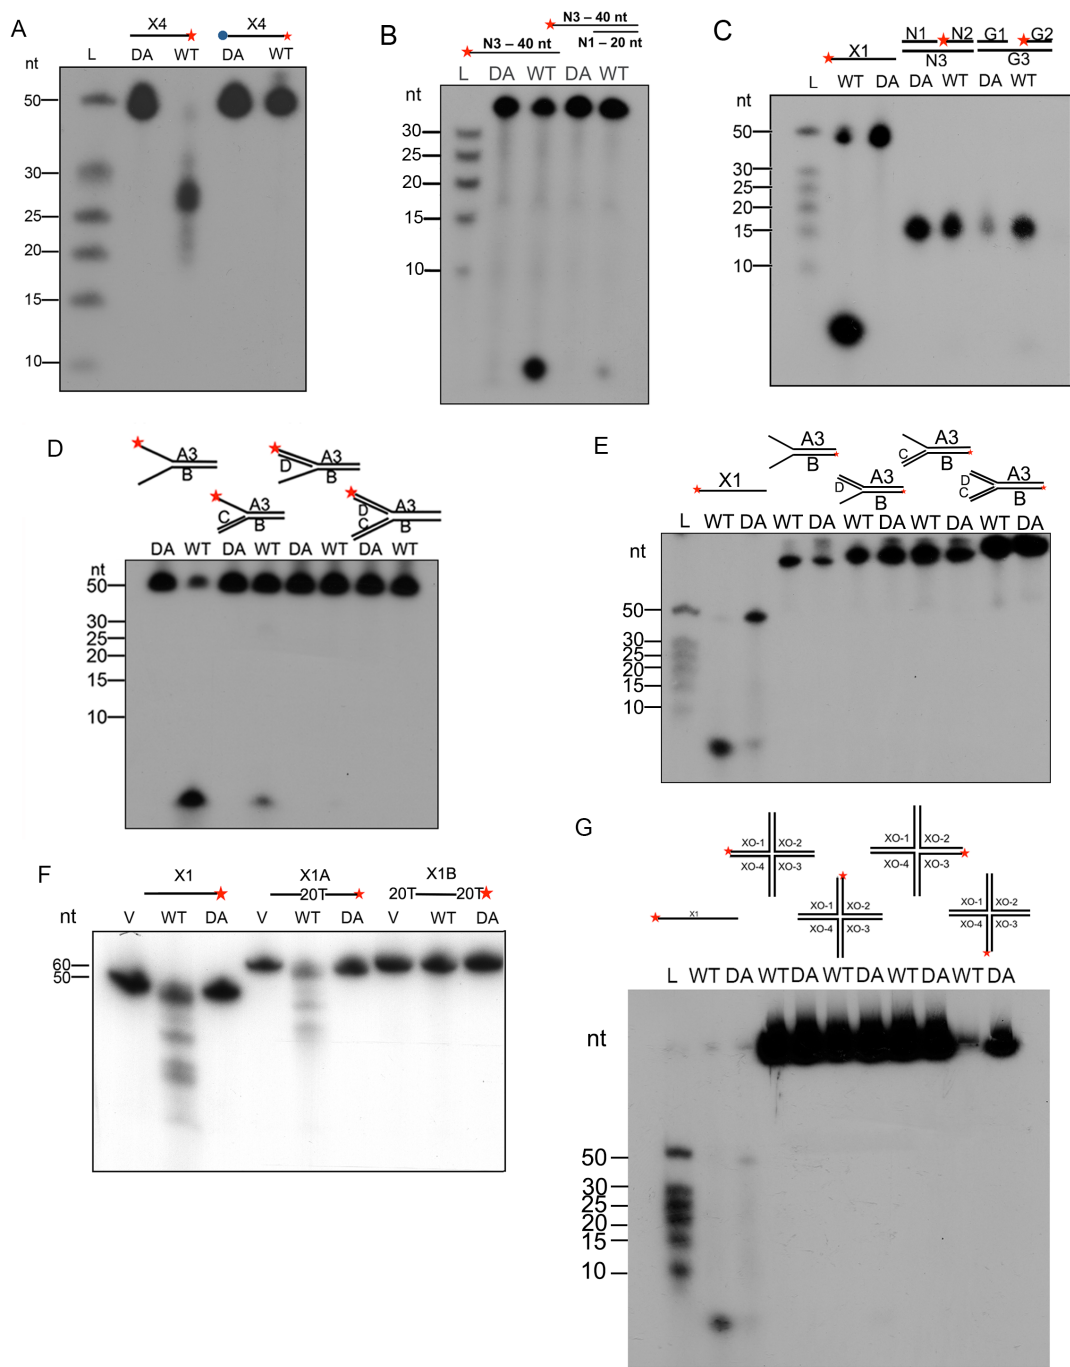 A
X4
X4
L
DA
WT
DA
WT
nt
50
30
25
20
15
10
B
N3 – 40 nt
N3 – 40 nt
N1 – 20 nt
L
DA
WT
DA
WT
nt
30
25
20
15
10
C
X1
N1
N2
G1
G2
N3
G3
L
WT
DA
DA
WT
DA
WT
nt
50
30
25
20
15
10
D
A3
B
D
A3
B
A3
C
B
D
A3
C
B
DA WT DA WT DA WT DA WT
nt
50
30
25
20
15
10
E
X1
A3
B
C
A3
B
D
A3
B
D
C
A3
B
L WT DA WT DA WT DA WT DA WT DA
nt
50
30
25
20
15
10
F
X1
X1A
X1B
20T
20T
20T
nt
V WT DA V WT DA V WT DA
60
50
G
XO-1 XO-2
XO-4 XO-3
XO-1 XO-2
XO-4 XO-3
X1
XO-1 XO-2
XO-4 XO-3
XO-1 XO-2
XO-4 XO-3
L WT DA WT DA WT DA WT DA WT DA
nt
50
30
25
20
15
10